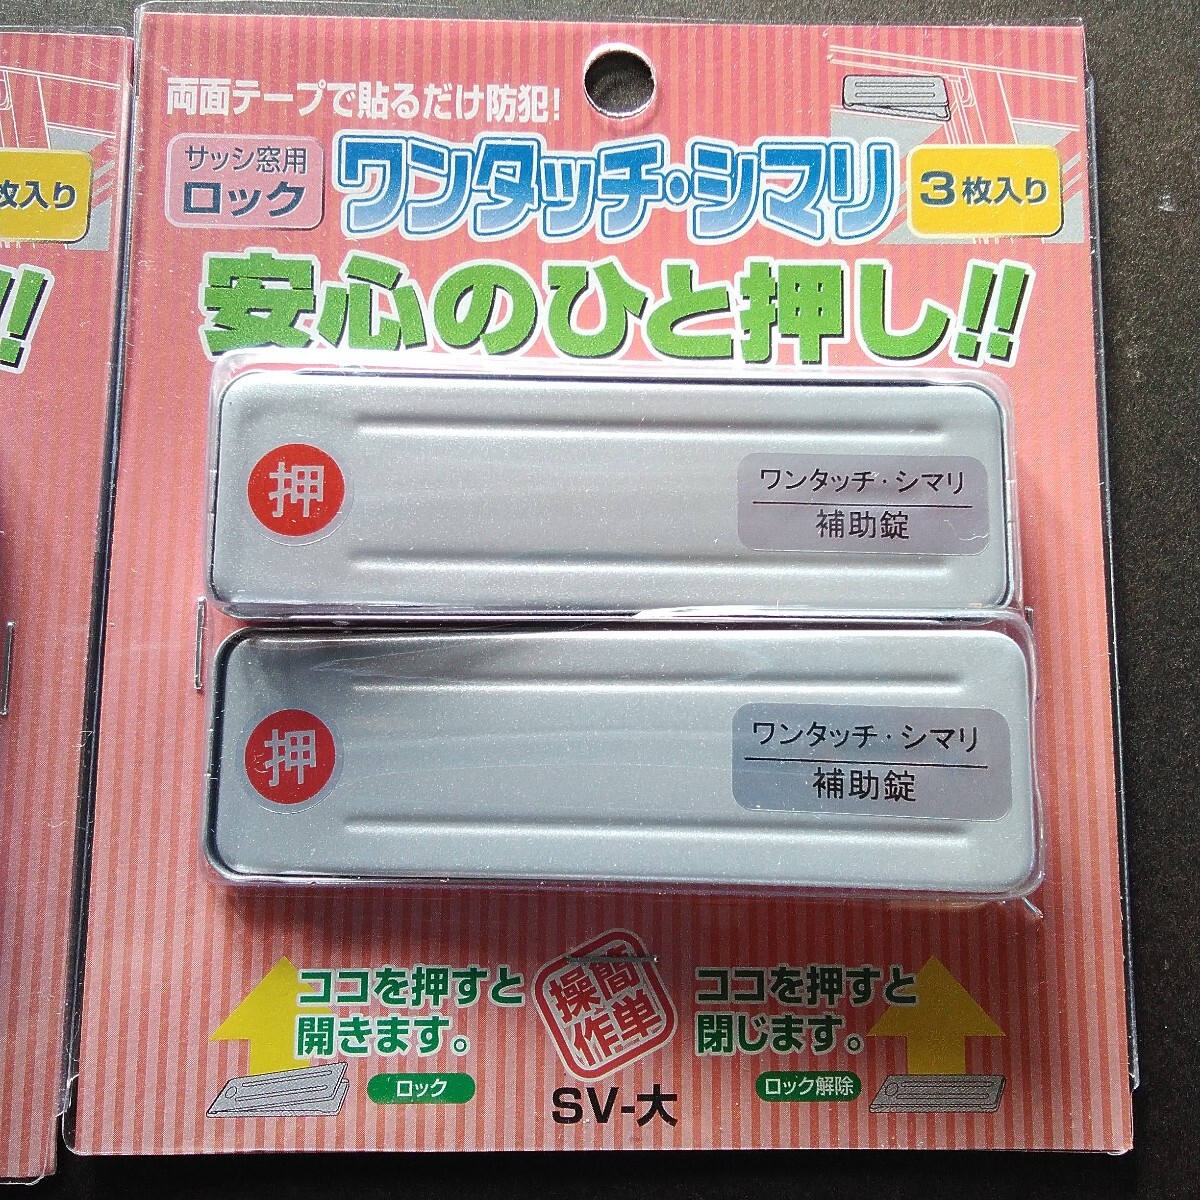 両面テープで貼るだけ防犯!
サッシ窓用
ロック
ワンタッチ・シマリ
3枚入り
安心のひと押し!!
押
ワンタッチ・シマリ
補助錠
押
ワンタッチ・シマリ
補助錠
ココを押すと
開きます。
ロック
簡単
操作
ココを押すと
閉じます。
ロック解除
SV-大
枚入り
!!